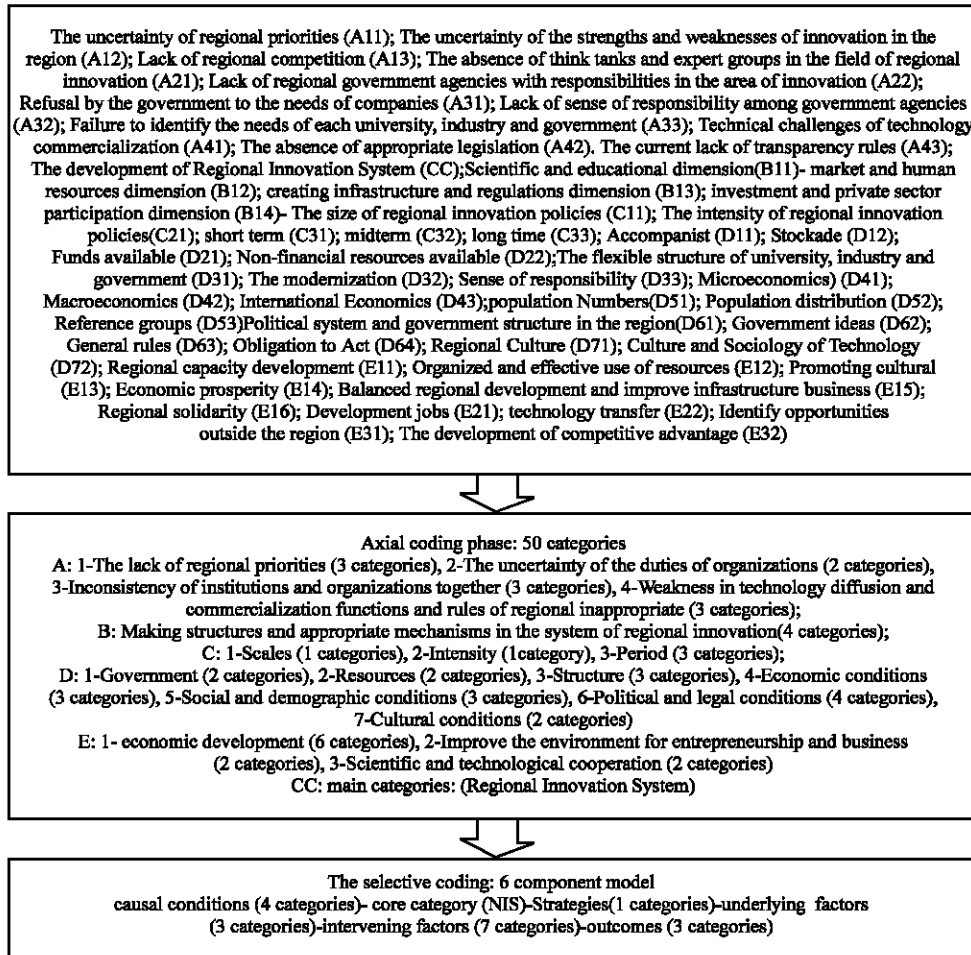 The uncertainty of regional priorities (A11); The uncertainty of the strengths and weaknesses of innovation in the
region (A12); Lack of regional competition (A13); The absence of think tanks and expert groups in the field of regional
innovation (A21); Lack of regional government agencies with responsibilities in the area of innovation (A22);
Refusal by the government to the needs of companies (A31); Lack of sense of responsibility among government agencies
(A32); Failure to identify the needs of each university, industry and government (A33); Technical challenges of technology
commercialization (A41); The absence of appropriate legislation (A42). The current lack of transparency rules (A43);
The development of Regional Innovation System (CC);Scientific and educational dimension(B11)- market and human
resources dimension (B12); creating infrastructure and regulations dimension (B13); investment and private sector
participation dimension (B14)- The size of regional innovation policies (C11); The intensity of regional innovation
policies(C21); short term (C31); midterm (C32); long time (C33); Accompanist (D11); Stockade (D12);
Funds available (D21); Non-financial resources available (D22);The flexible structure of university, industry and
government (D31); The modernization (D32); Sense of responsibility (D33); Microeconomics) (D41);
Macroeconomics (D42); International Economics (D43);population Numbers(D51); Population distribution (D52);
Reference groups (D53)Political system and government structure in the region(D61); Government ideas (D62);
General rules (D63); Obligation to Act (D64); Regional Culture (D71); Culture and Sociology of Technology
(D72); Regional capacity development (E11); Organized and effective use of resources (E12); Promoting cultural
(E13); Economic prosperity (E14); Balanced regional development and improve infrastructure business (E15);
Regional solidarity (E16); Development jobs (E21); technology transfer (E22); Identify opportunities
outside the region (E31); The development of competitive advantage (E32)
Axial coding phase: 50 categories
A: 1-The lack of regional priorities (3 categories), 2-The uncertainty of the duties of organizations (2 categories),
3-Inconsistency of institutions and organizations together (3 categories), 4-Weakness in technology diffusion and
commercialization functions and rules of regional inappropriate (3 categories);
B: Making structures and appropriate mechanisms in the system of regional innovation(4 categories);
C: 1-Scales (1 categories), 2-Intensity (1category), 3-Period (3 categories);
D: 1-Government (2 categories), 2-Resources (2 categories), 3-Structure (3 categories), 4-Economic conditions
(3 categories), 5-Social and demographic conditions (3 categories), 6-Political and legal conditions (4 categories),
7-Cultural conditions (2 categories)
E: 1- economic development (6 categories), 2-Improve the environment for entrepreneurship and business
(2 categories), 3-Scientific and technological cooperation (2 categories)
CC: main categories: (Regional Innovation System)
The selective coding: 6 component model
causal conditions (4 categories)- core category (NIS)-Strategies(1 categories)-underlying factors
(3 categories)-intervening factors (7 categories)-outcomes (3 categories)